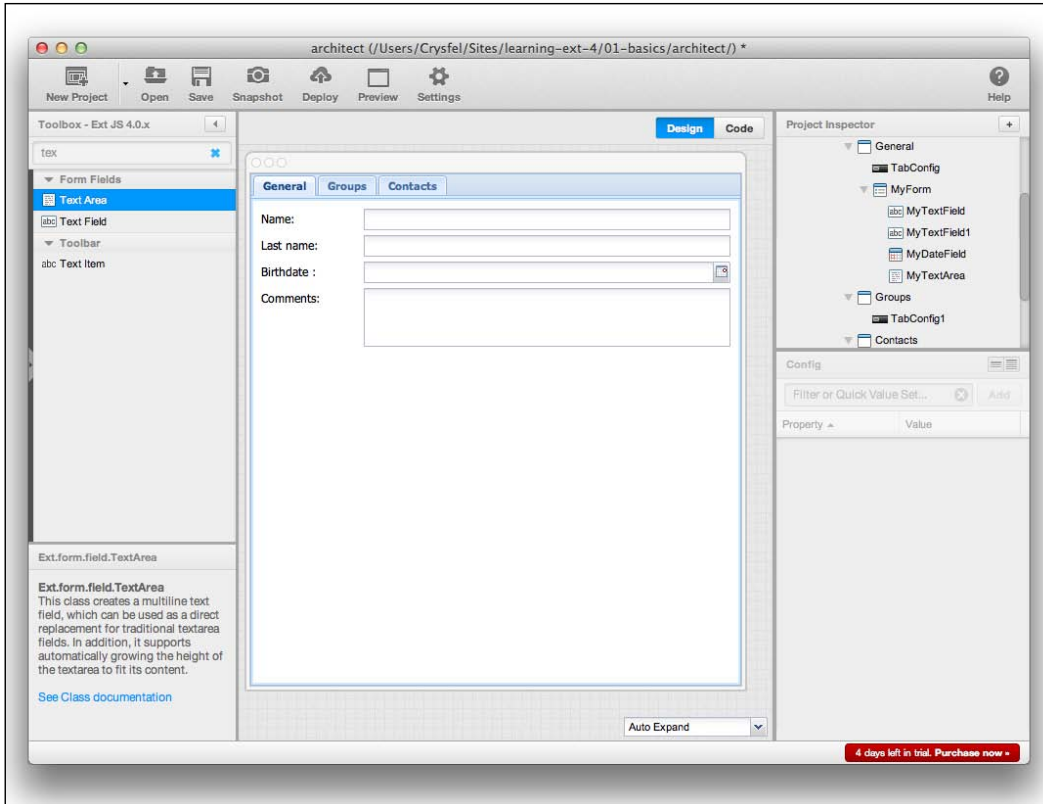 architect (/Users/Crysfel/Sites/learning-ext-4/01-basics/architect/) *
New Project
Open
Save
Snapshot
Deploy
Preview
Settings
Help
Toolbox - Ext JS 4.0.x
tex
Form Fields
Text Area
abc Text Field
Toolbar
abc Text Item
Ext.form.field.TextArea
Ext.form.field.TextArea
This class creates a multiline text
field, which can be used as a direct
replacement for traditional textarea
fields. In addition, it supports
automatically growing the height of
the textarea to fit its content.
See Class documentation
Design Code
General Groups Contacts
Name:
Last name:
Birthdate :
Comments:
Auto Expand
Project Inspector +
General
TabConfig
MyForm
abc MyTextField
abc MyTextField1
MyDateField
MyTextArea
Groups
TabConfig1
Contacts
Config
Filter or Quick Value Set... Add
Property Value
4 days left in trial. Purchase now »